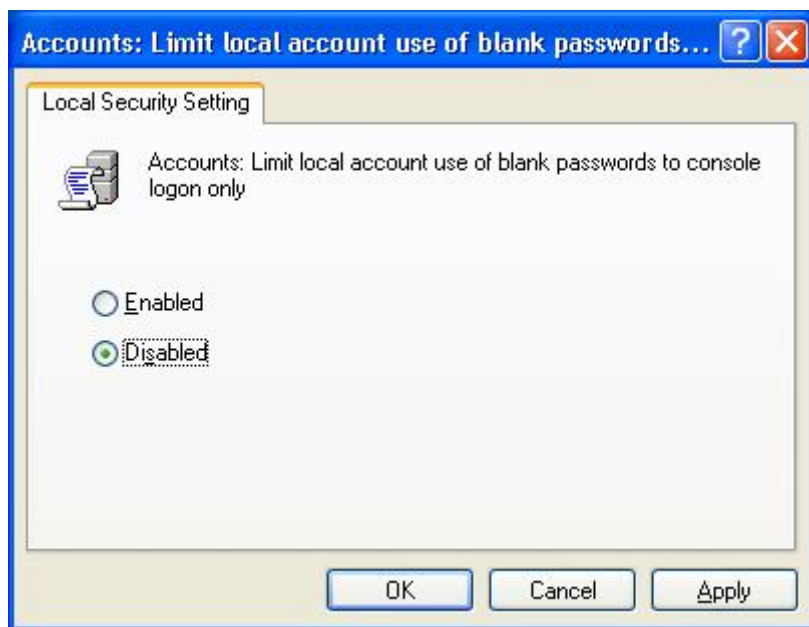 Accounts: Limit local account use of blank passwords... ?
Local Security Setting
Accounts: Limit local account use of blank passwords to console
logon only
Enabled
Disabled
OK Cancel Apply